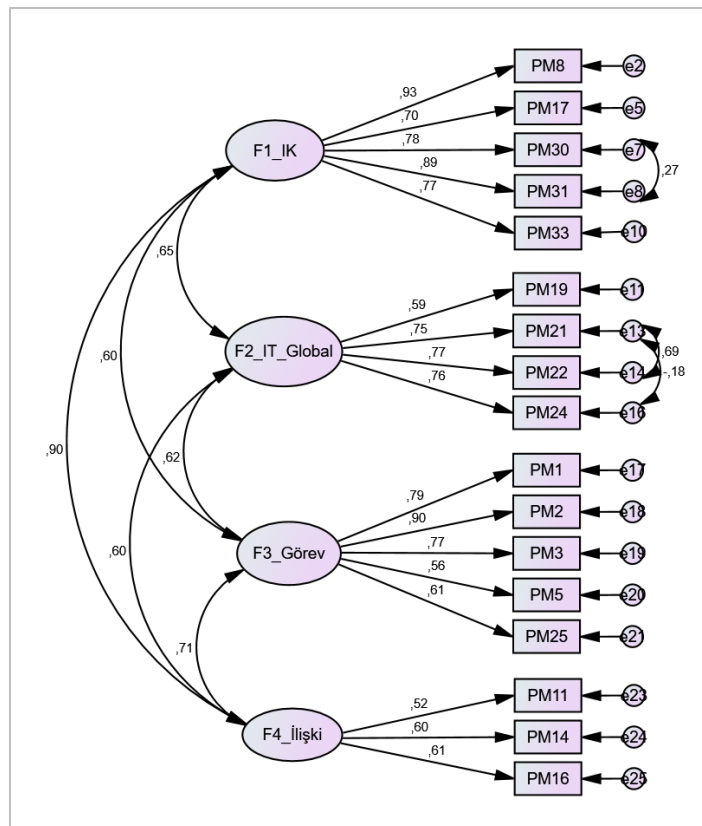 PM8
e2
,93
PM17
e5
,70
F1_IK
,78
PM30
e7
,89
PM31
e8
,27
,77
PM33
e10
,65
PM19
e11
,59
PM21
e13
,75
F2_IT_Global
,77
PM22
e14
,69
-,18
,76
PM24
e16
,60
,90
,62
PM1
e17
,79
PM2
e18
,90
F3_Görev
,77
PM3
e19
,60
,56
PM5
e20
,61
PM25
e21
,71
PM11
e23
,52
F4_İlişki
,60
PM14
e24
,61
PM16
e25